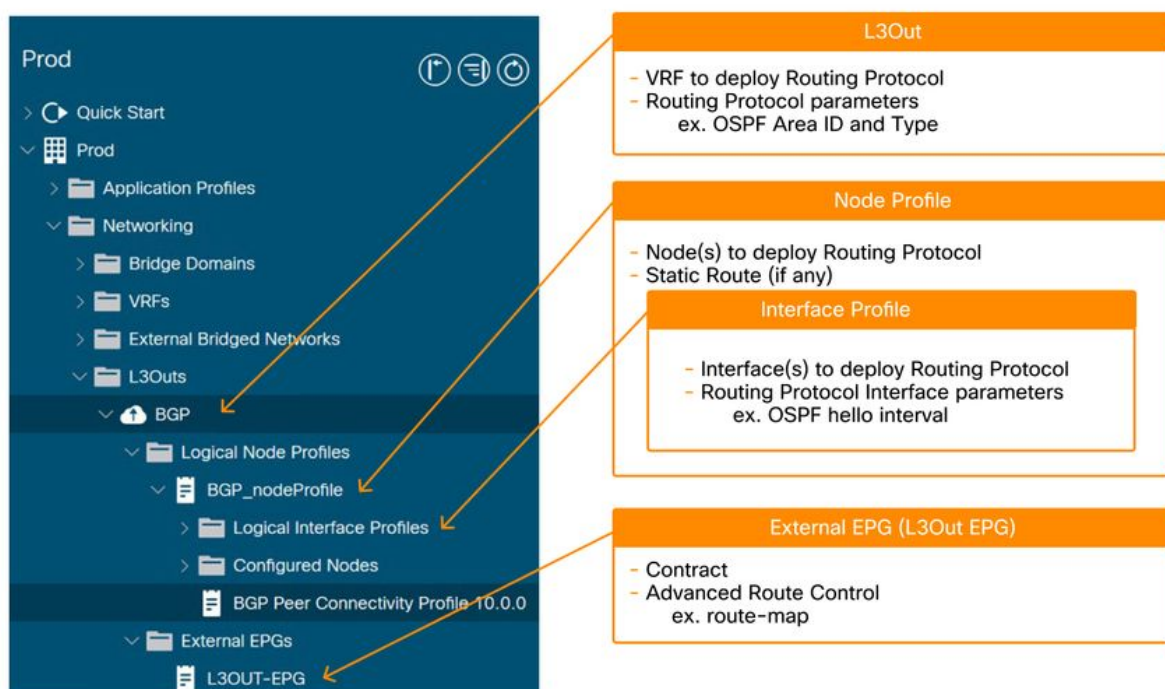 Prod
Quick Start
Prod
Application Profiles
Networking
Bridge Domains
VRFs
External Bridged Networks
L3Outs
BGP
Logical Node Profiles
BGP_nodeProfile
Logical Interface Profiles
Configured Nodes
BGP Peer Connectivity Profile 10.0.0
External EPGs
L3OUT-EPG
L3Out
- VRF to deploy Routing Protocol
- Routing Protocol parameters
ex. OSPF Area ID and Type
Node Profile
- Node(s) to deploy Routing Protocol
- Static Route (if any)
Interface Profile
- Interface(s) to deploy Routing Protocol
- Routing Protocol Interface parameters
ex. OSPF hello interval
External EPG (L3Out EPG)
- Contract
- Advanced Route Control
ex. route-map